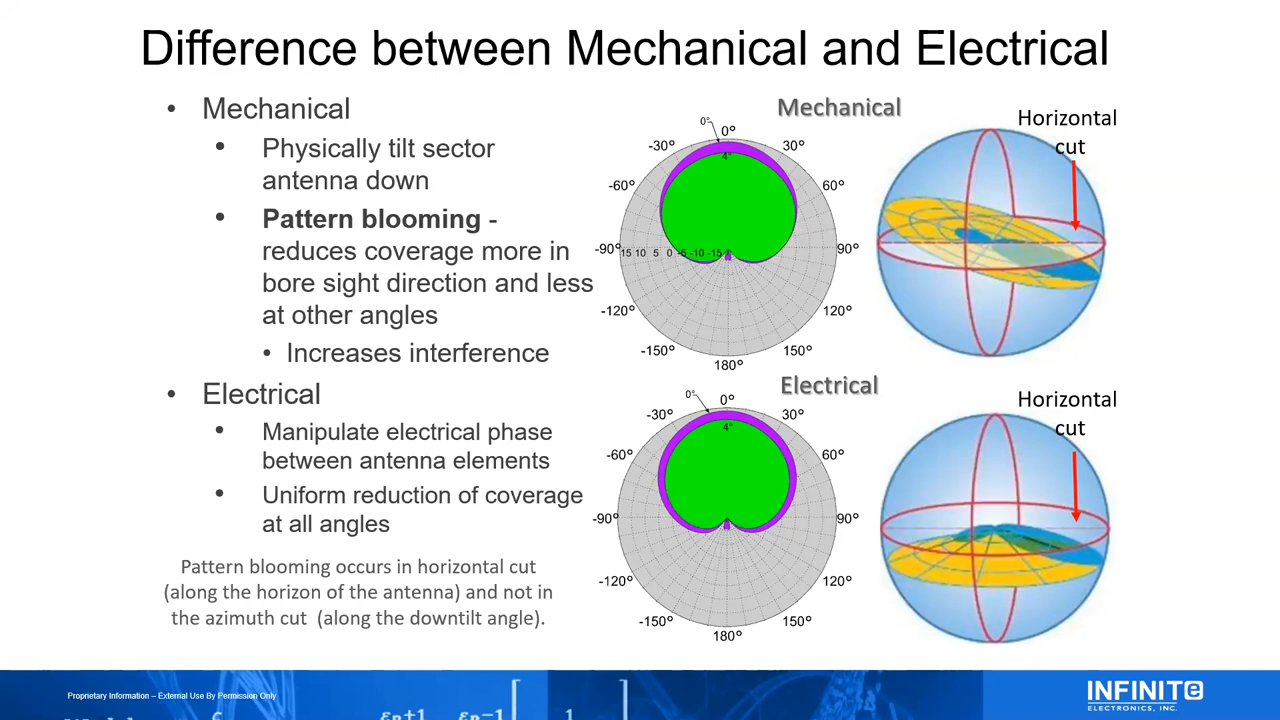 Difference between Mechanical and Electrical
• Mechanical
• Physically tilt sector
antenna down
• Pattern blooming -
reduces coverage more in
bore sight direction and less
at other angles
• Increases interference
• Electrical
• Manipulate electrical phase
between antenna elements
• Uniform reduction of coverage
at all angles
Pattern blooming occurs in horizontal cut
(along the horizon of the antenna) and not in
the azimuth cut (along the downtilt angle).
Mechanical
0°
0°
4°
-30°
30°
-60°
60°
-90°
15 10 5 0 -5 -10 -15
90°
-120°
120°
-150°
150°
180°
Horizontal
cut
Electrical
0°
0°
4°
-30°
30°
-60°
60°
-90°
90°
-120°
120°
-150°
150°
180°
Horizontal
cut
Proprietary Information – External Use By Permission Only
INFINITe
ELECTRONICS, INC.